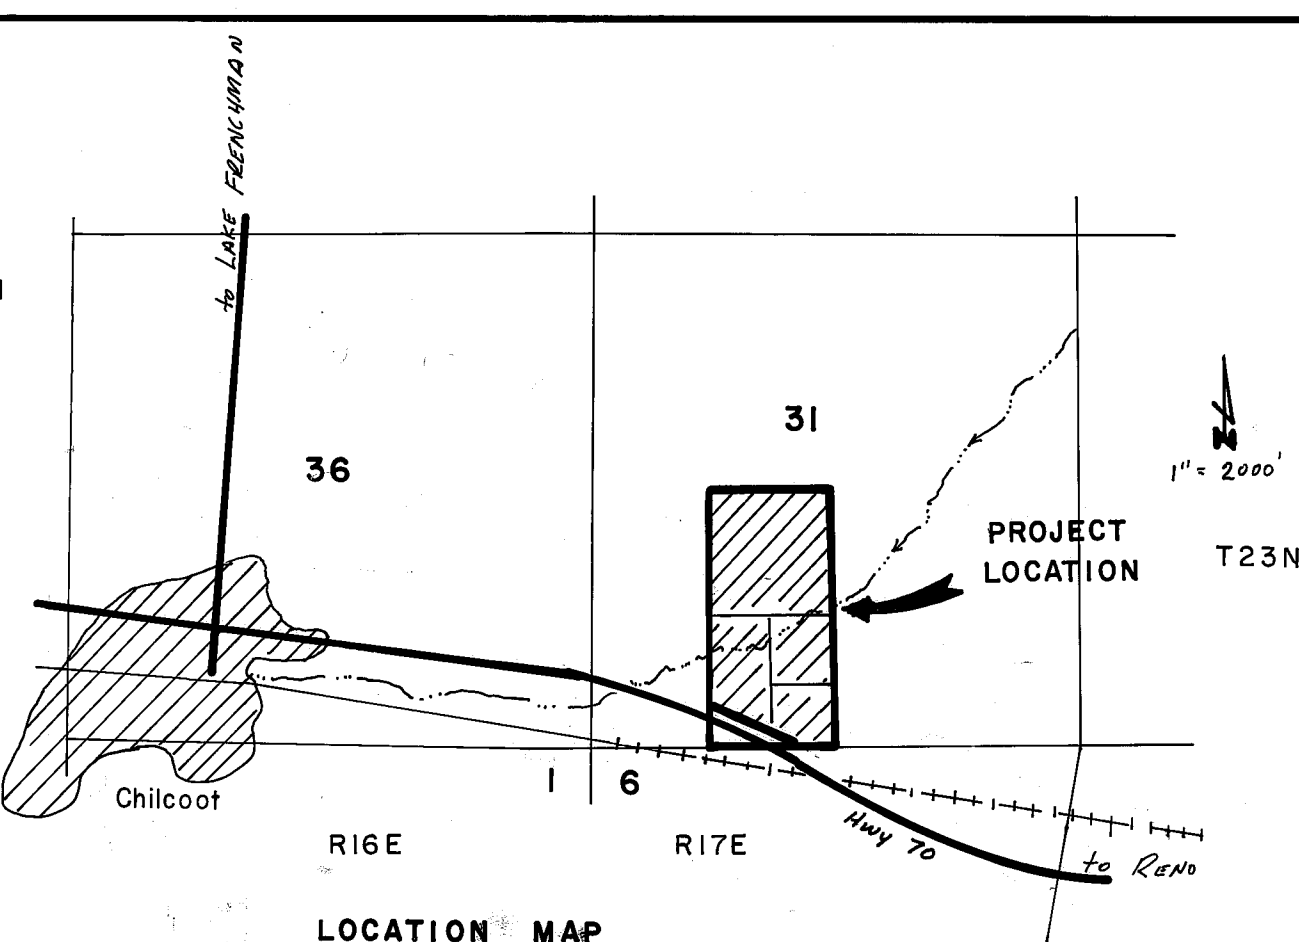 to LAKE FRENCHMAN
31
36
N
1" = 2000'
PROJECT
LOCATION
T23N
1
6
Chilcoot
R16E
R17E
Hwy 70
to RENO
LOCATION MAP